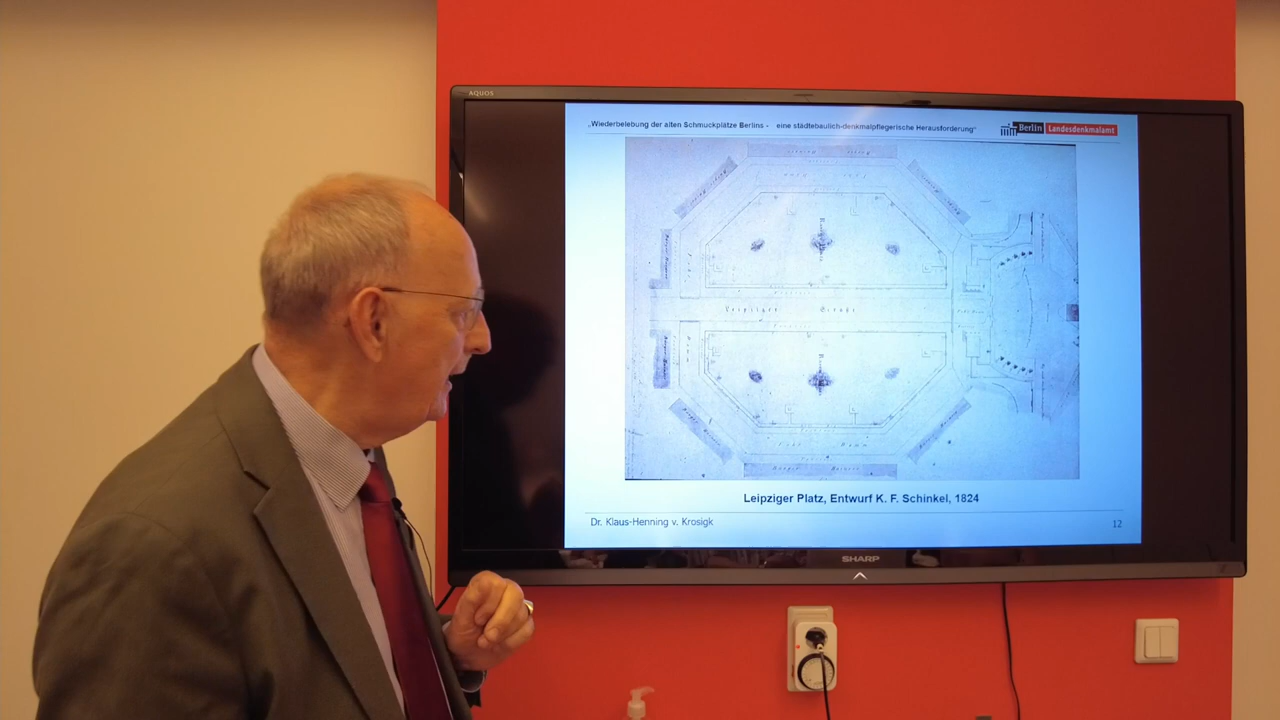 AQUOS
„Wiederbelebung der alten Schmuckplätze Berlins - eine städtebaulich-denkmalpflegerische Herausforderung“
Berlin Landesdenkmalamt
Leipziger Straße
Leipziger Platz, Entwurf K. F. Schinkel, 1824
Dr. Klaus-Henning v. Krosigk
12
SHARP